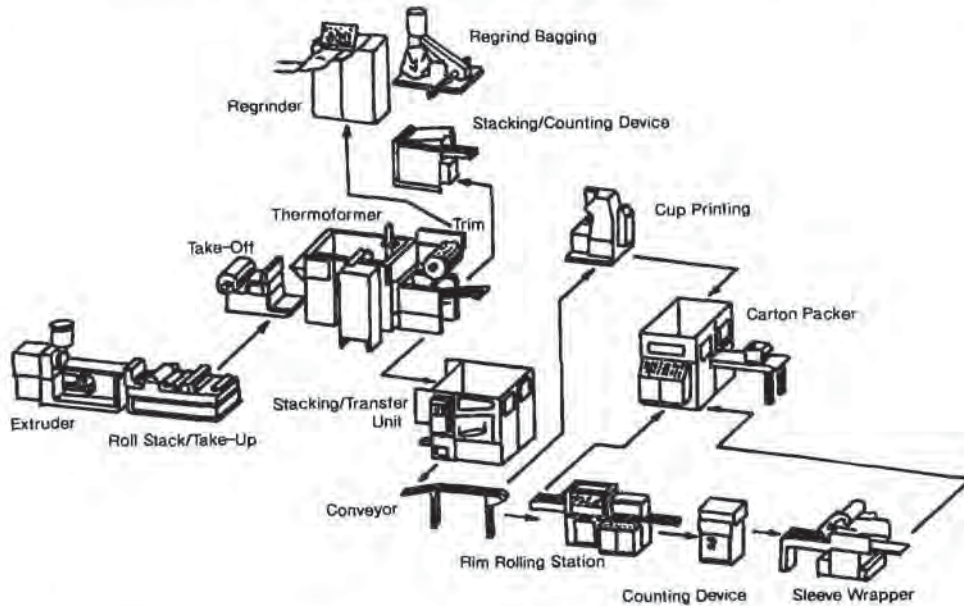 Regrind Bagging
Regrinder
Stacking/Counting Device
Thermoformer
Trim
Cup Printing
Take-Off
Carton Packer
Stacking/Transfer
Unit
Extruder
Roll Stack/Take-Up
Conveyor
Rim Rolling Station
Counting Device
Sleeve Wrapper